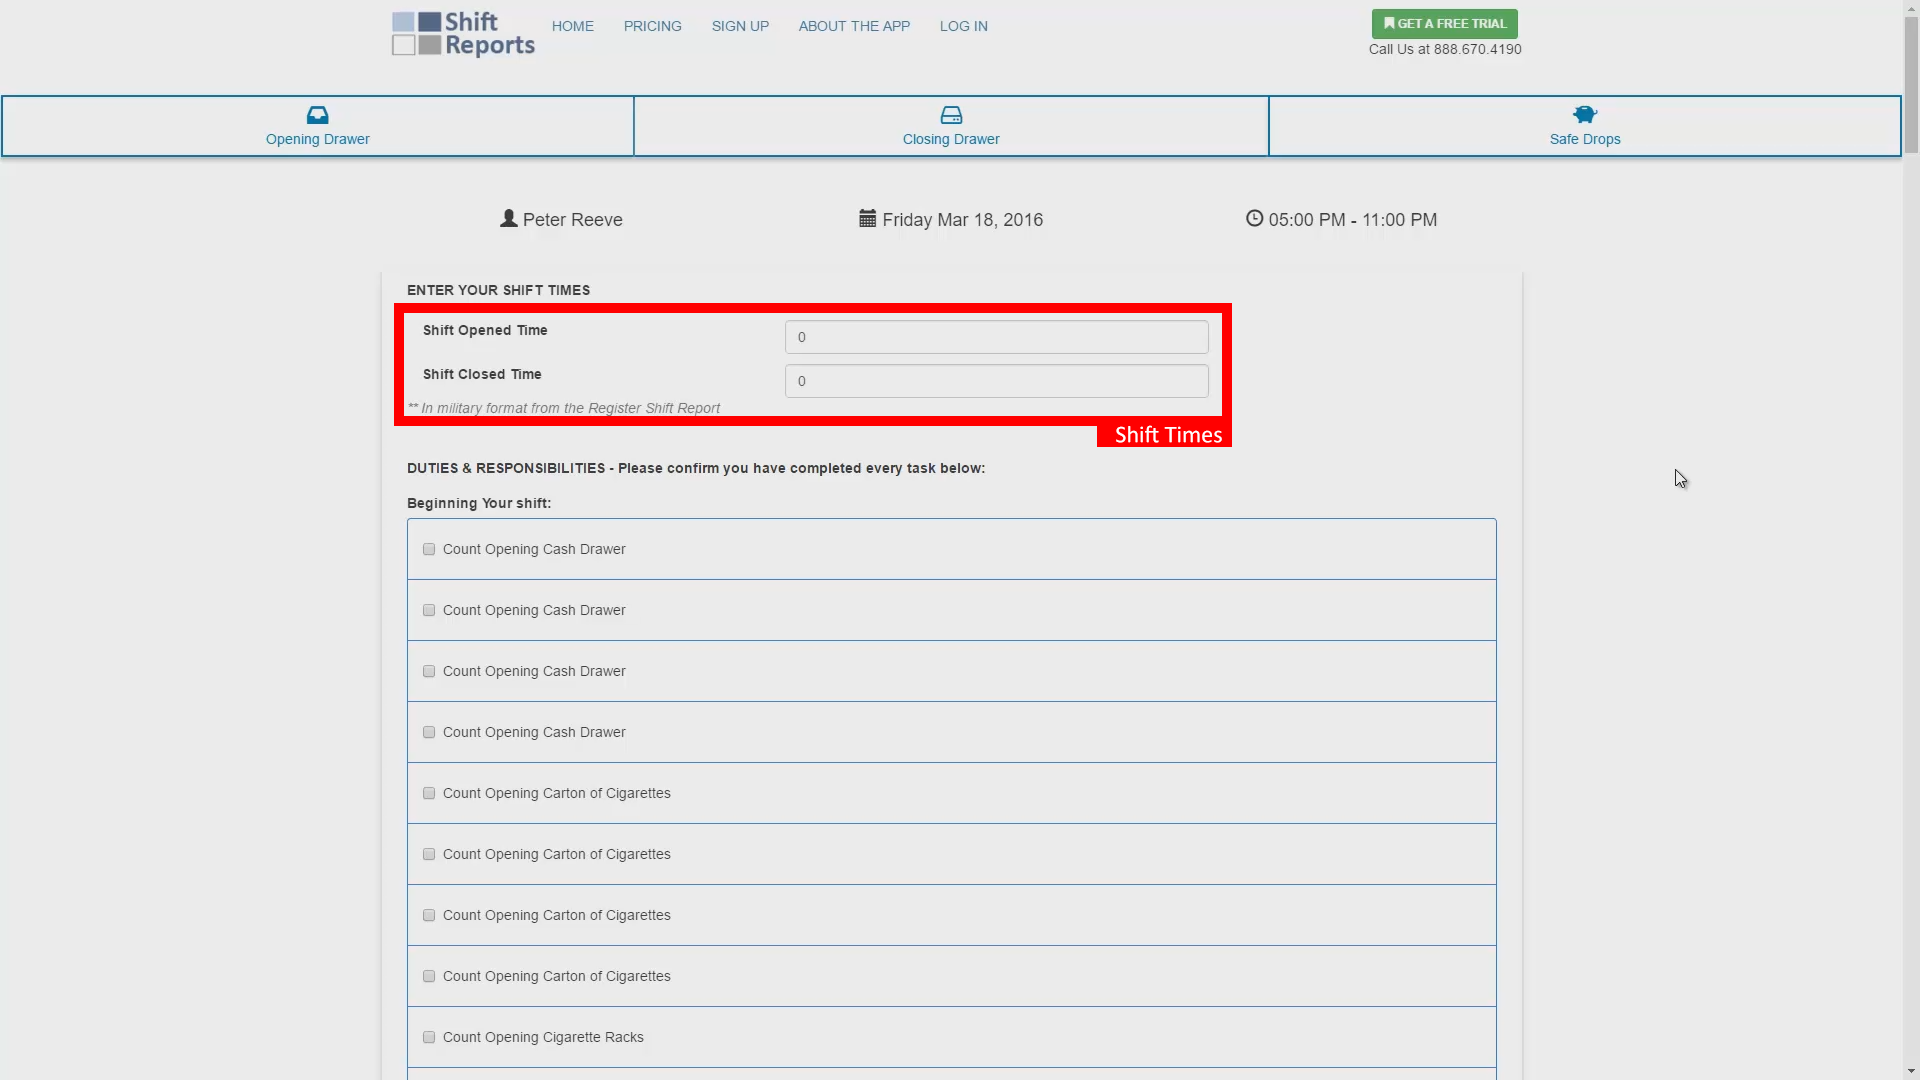 Shift
Reports
HOME
PRICING
SIGN UP
ABOUT THE APP
LOG IN
GET A FREE TRIAL
Call Us at 888.670.4190
Opening Drawer
Closing Drawer
Safe Drops
Peter Reeve
Friday Mar 18, 2016
05:00 PM - 11:00 PM
ENTER YOUR SHIFT TIMES
Shift Opened Time
0
Shift Closed Time
0
** In military format from the Register Shift Report
Shift Times
DUTIES & RESPONSIBILITIES - Please confirm you have completed every task below:
Beginning Your shift:
Count Opening Cash Drawer
Count Opening Cash Drawer
Count Opening Cash Drawer
Count Opening Cash Drawer
Count Opening Carton of Cigarettes
Count Opening Carton of Cigarettes
Count Opening Carton of Cigarettes
Count Opening Carton of Cigarettes
Count Opening Cigarette Racks